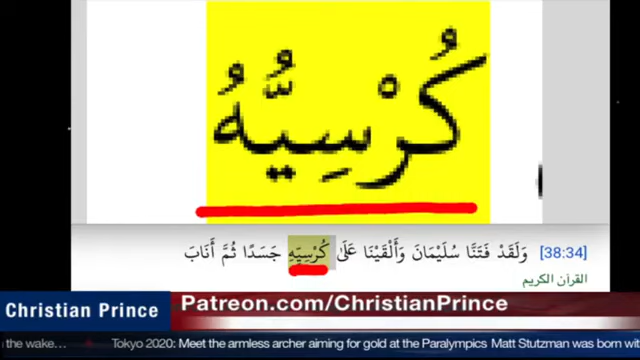 كُرْسِيُّهُ
[38:34] وَلَقَدْ فَتَنَّا سُلَيْمَانَ وَأَلْقَيْنَا عَلَىٰ كُرْسِيِّهِ جَسَدًا ثُمَّ أَنَابَ
القرآن الكريم
Christian Prince
Patreon.com/ChristianPrince
n the wake… Tokyo 2020: Meet the armless archer aiming for gold at the Paralympics Matt Stutzman was born wit